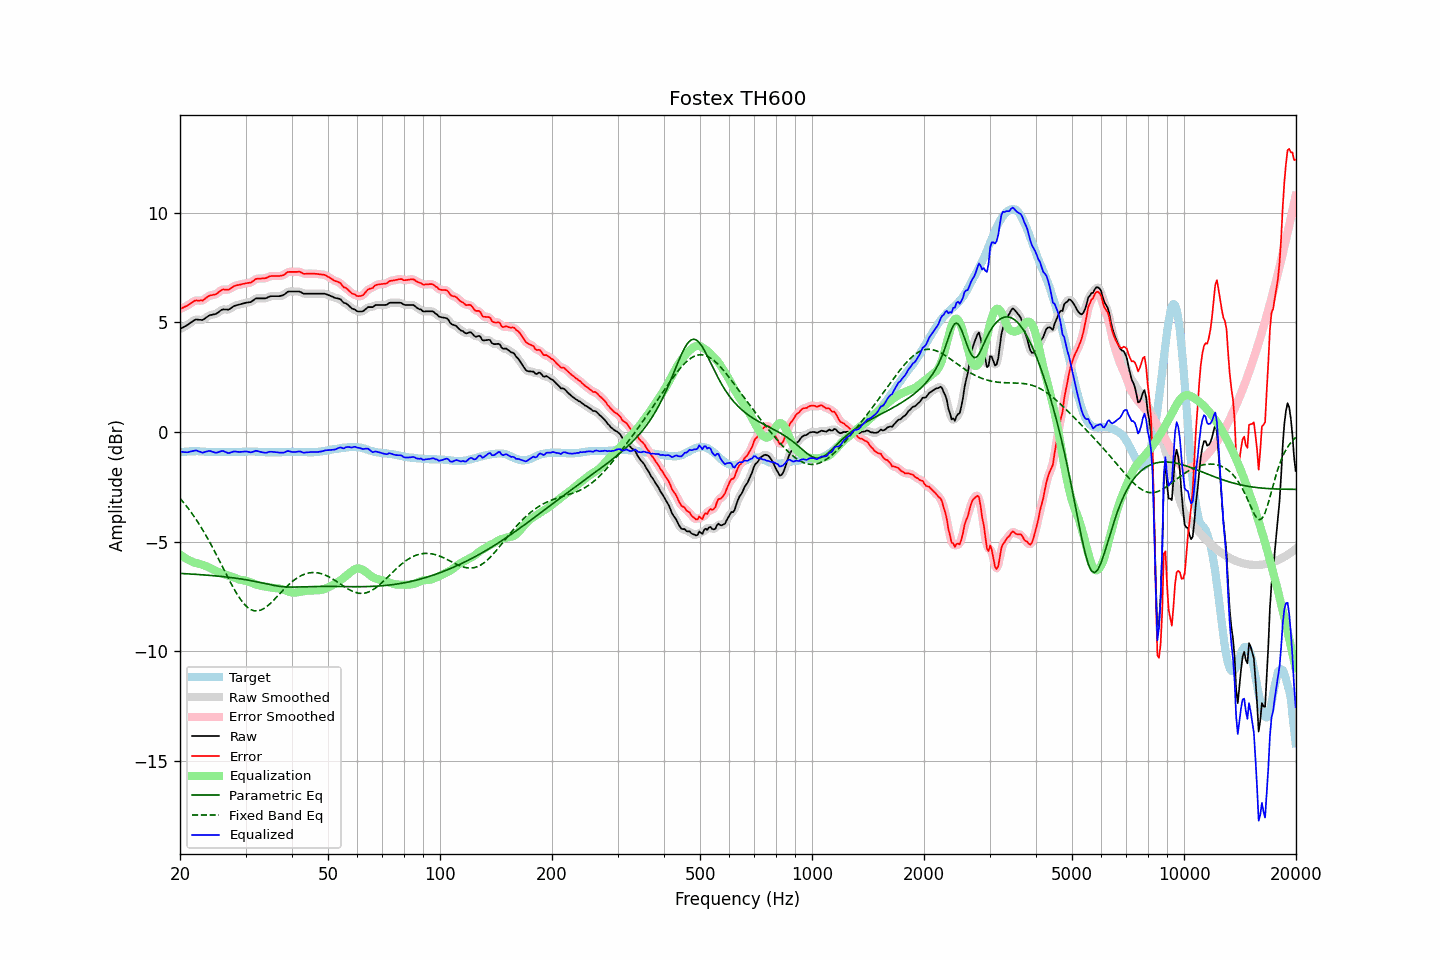 Fostex TH600
Amplitude (dBr)
10
5
0
−5
−10
−15
Target
Raw Smoothed
Error Smoothed
Raw
Error
Equalization
Parametric Eq
Fixed Band Eq
Equalized
20
50
100
200
500
1000
2000
5000
10000
20000
Frequency (Hz)